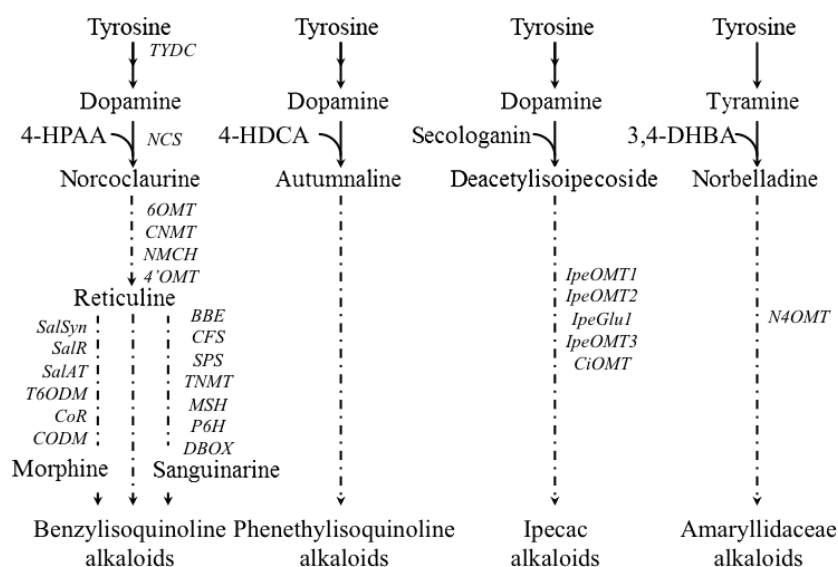 Tyrosine
TYDC
Dopamine
4-HPAA
NCS
Norcoclaurine
6OMT
CNMT
NMCH
4'OMT
Reticuline
SalSyn
SalR
SalAT
T6ODM
CoR
CODM
BBE
CFS
SPS
TNMT
MSH
P6H
DBOX
Morphine
Sanguinarine
Benzylisoquinoline
alkaloids
Tyrosine
Dopamine
4-HDCA
Autumnaline
Phenethylisoquinoline
alkaloids
Tyrosine
Dopamine
Secologanin
Deacetylisoipecoside
IpeOMT1
IpeOMT2
IpeGlu1
IpeOMT3
CiOMT
Ipecac
alkaloids
Tyrosine
Tyramine
3,4-DHBA
Norbelladine
N4OMT
Amaryllidaceae
alkaloids